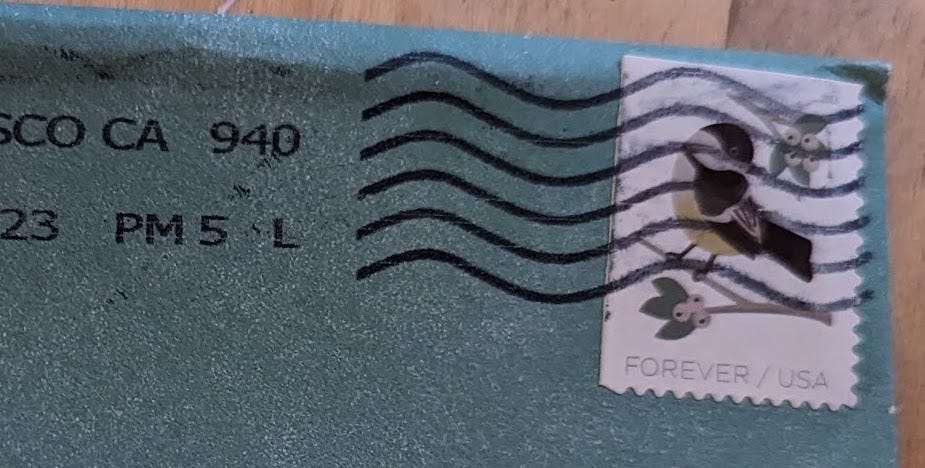 SCO CA 940
23 PM 5 L
FOREVER / USA